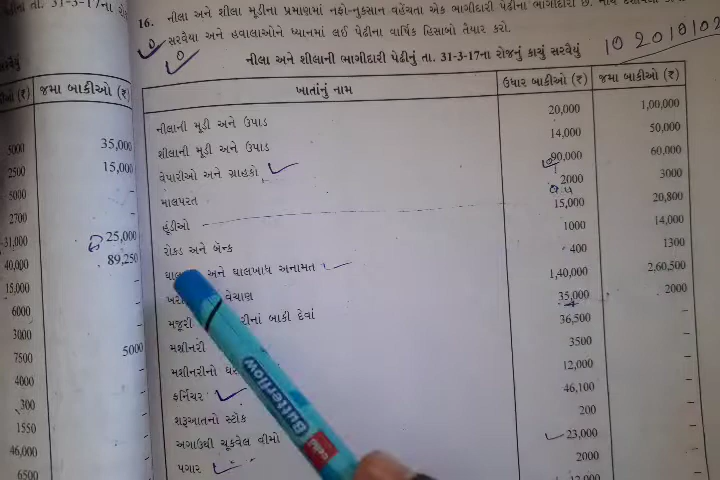 16. નીલા અને શીલા મૂડીના પ્રમાણમાં નફો-નુકસાન વહેંચતા એક ભાગીદારી પેઢીના ભાગીદારો છે.
સરવૈયા અને હવાલાઓને ધ્યાનમાં લઈ પેઢીના વાર્ષિક હિસાબો તૈયાર કરો.
નીલા અને શીલાની ભાગીદારી પેઢીનું તા. 31-3-17ના રોજનું કાચું સરવૈયું
ખાતાંનું નામ ઉધાર બાકીઓ (₹) જમા બાકીઓ (₹)
નીલાની મૂડી અને ઉપાડ 20,000 1,00,000
શીલાની મૂડી અને ઉપાડ 14,000 50,000
વેપારીઓ અને ગ્રાહકો 90,000 60,000
માલપરત 2000 3000
હૂંડીઓ 15,000 20,800
રોકડ અને બૅન્ક 1000 14,000
અને ઘાલખાધ અનામત 400 1300
વેચાણ 1,40,000 2,60,500
મજૂરી બાકી દેવાં 35,000 2000
મશીનરી 36,500 –
મશીનરીનો 3500 –
ફર્નિચર 12,000 –
શરૂઆતનો સ્ટૉક 46,100 –
અગાઉથી ચૂકવેલ વીમો 200 –
પગાર 23,000 –
2000 –
જમા બાકીઓ (₹)
5000 35,000
2500 15,000
5000
2700
31,000 25,000
40,000 89,250
15,000
6000
3000
7500 5000
4000
300
1550
46,000
6500
Butterflow
cello